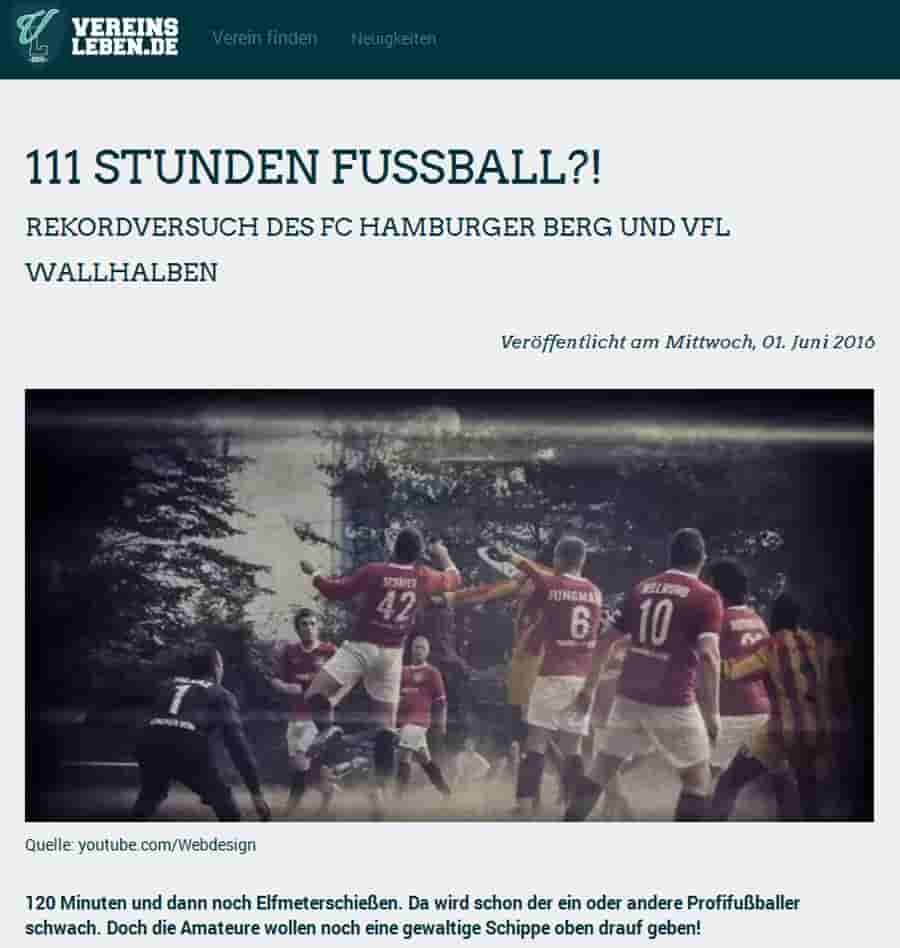 VEREINS
LEBEN.DE
Verein finden
Neuigkeiten
111 STUNDEN FUSSBALL?!
REKORDVERSUCH DES FC HAMBURGER BERG UND VFL
WALLHALBEN
Veröffentlicht am Mittwoch, 01. Juni 2016
42
6
10
1
Quelle: youtube.com/Webdesign
120 Minuten und dann noch Elfmeterschießen. Da wird schon der ein oder andere Profifußballer
schwach. Doch die Amateure wollen noch eine gewaltige Schippe oben drauf geben!